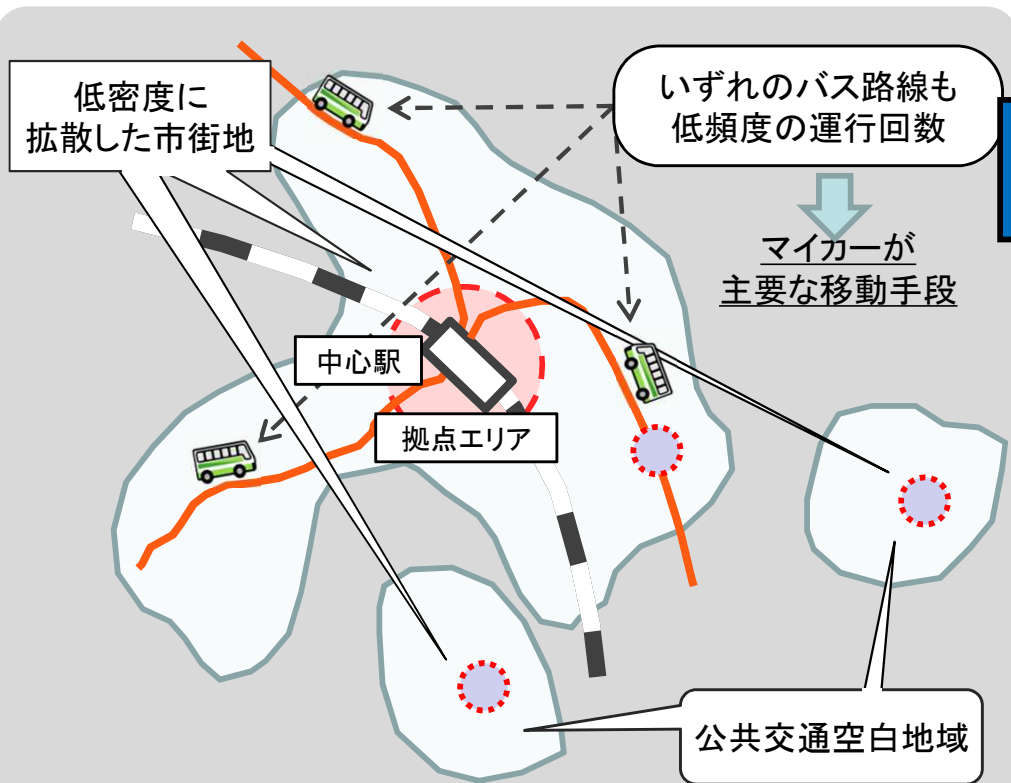 低密度に
拡散した市街地
いずれのバス路線も
低頻度の運行回数
マイカーが
主要な移動手段
中心駅
拠点エリア
公共交通空白地域